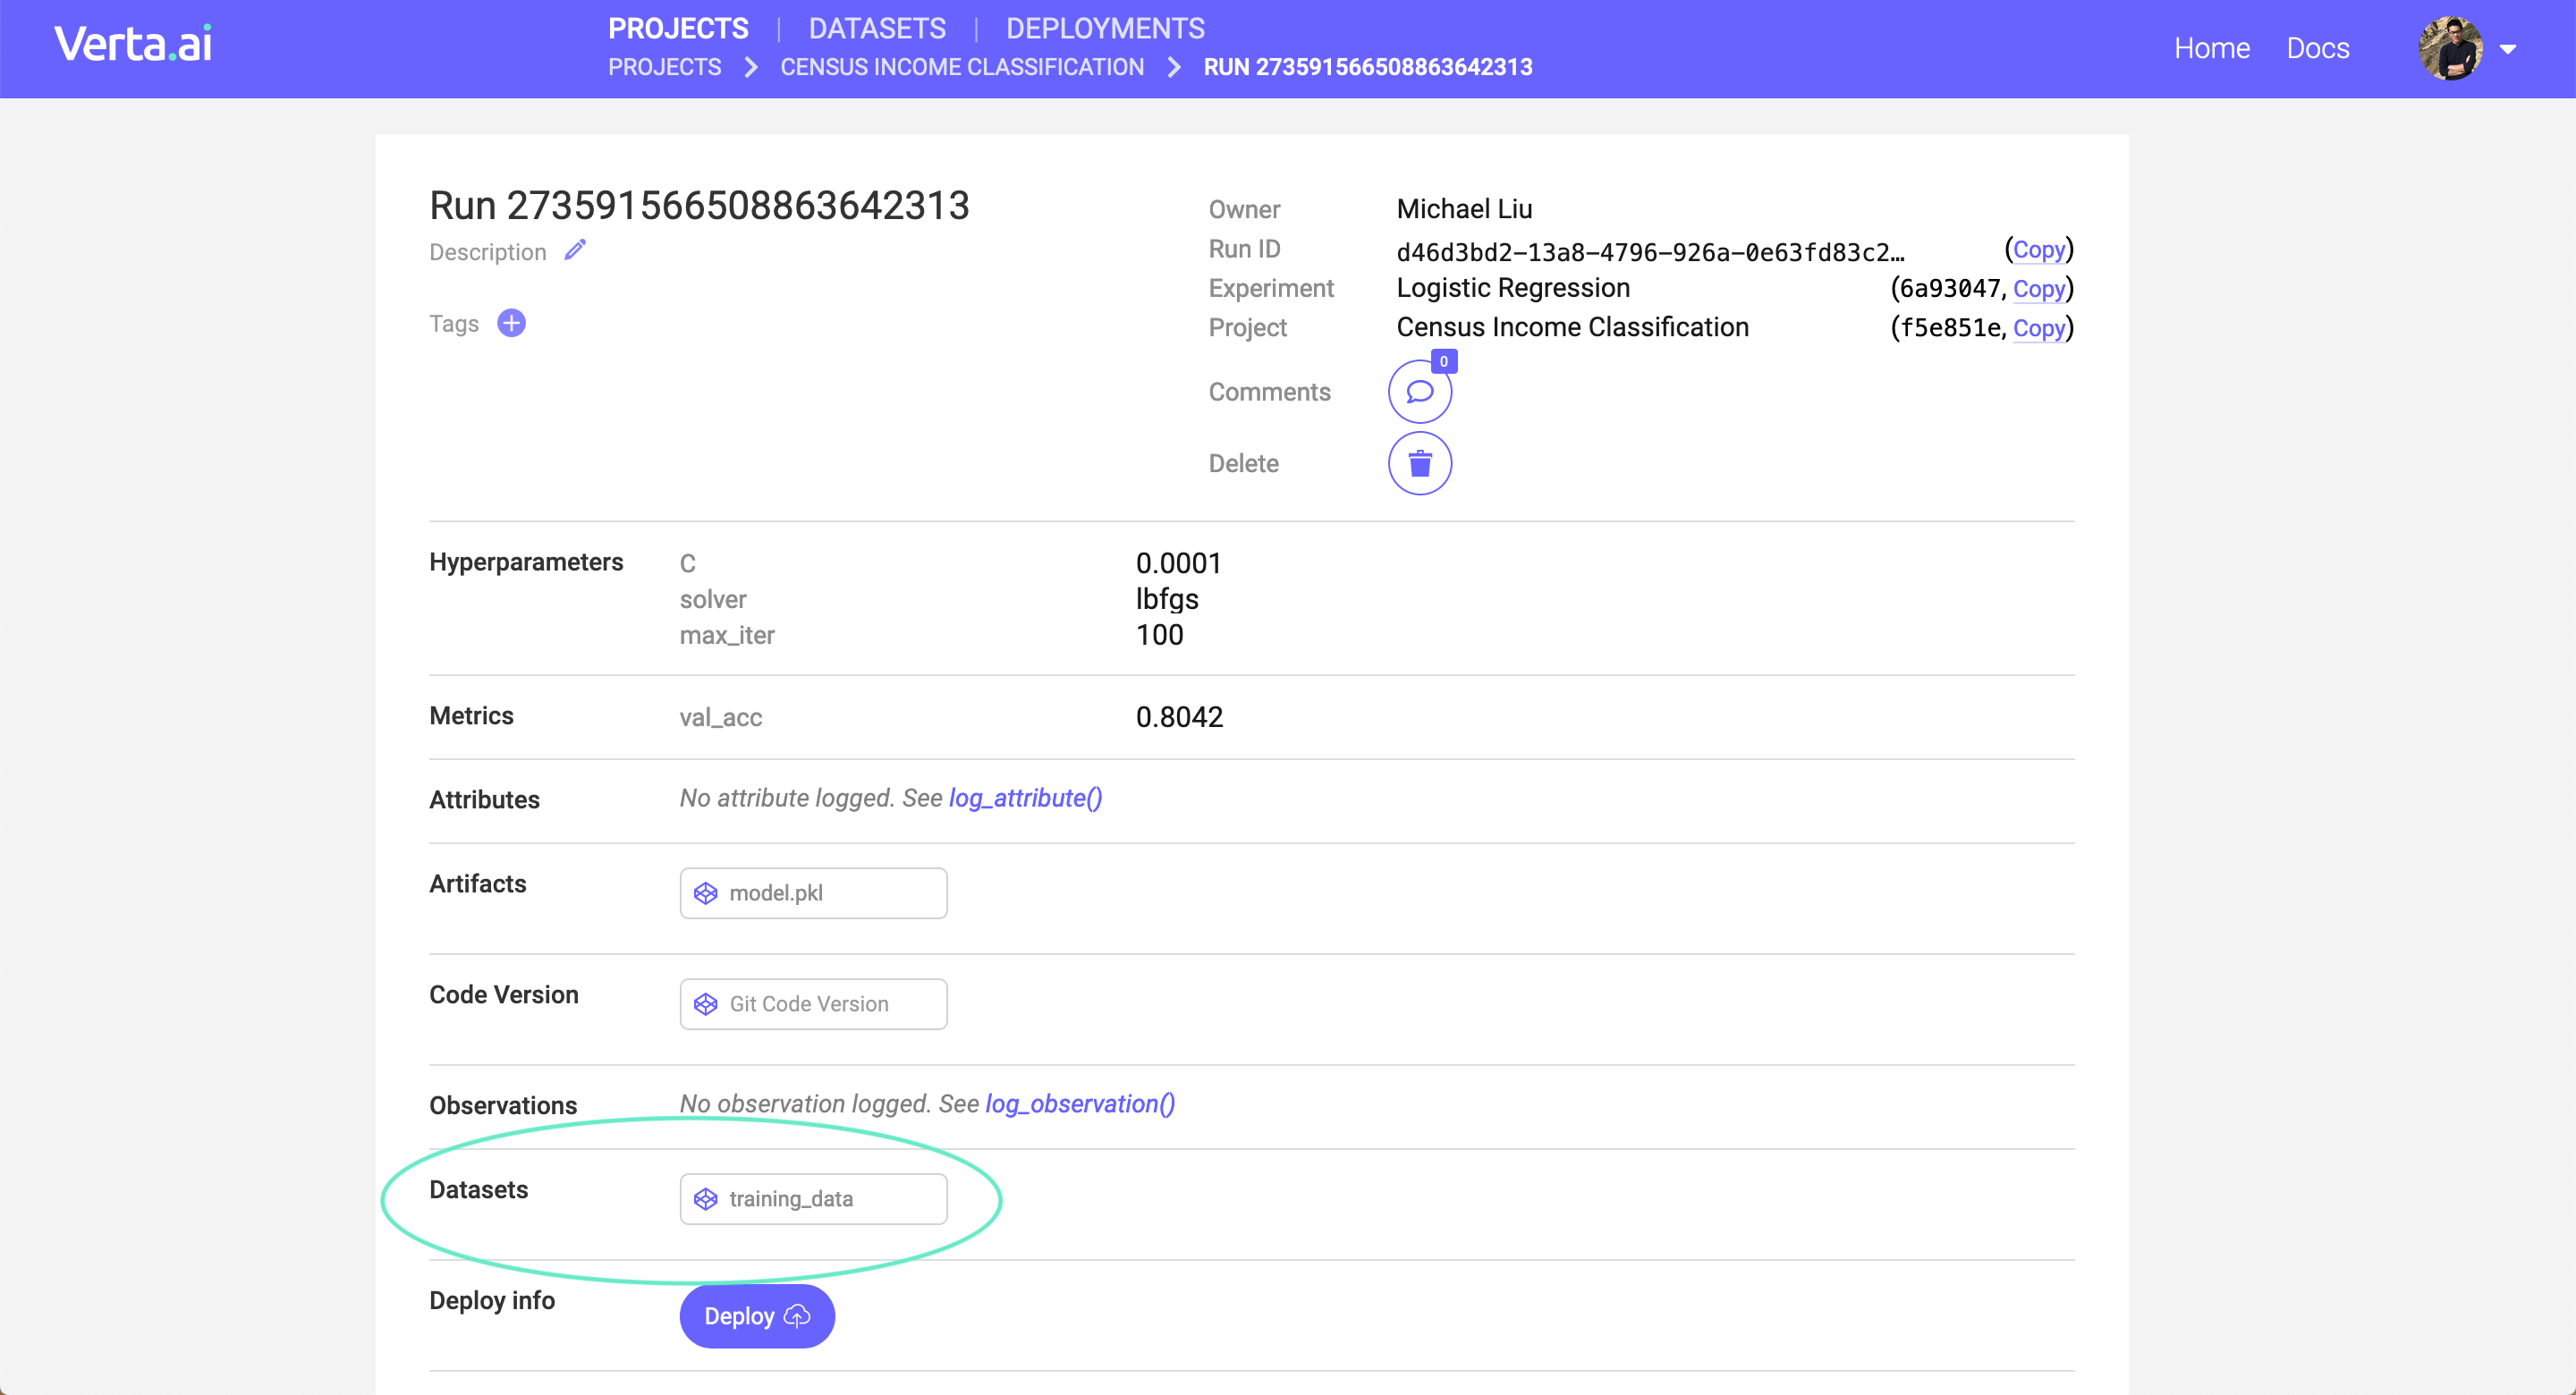 Verta.ai
PROJECTS | DATASETS | DEPLOYMENTS
PROJECTS > CENSUS INCOME CLASSIFICATION > RUN 273591566508863642313
Home Docs
Run 273591566508863642313
Description
Tags
Owner Michael Liu
Run ID d46d3bd2-13a8-4796-926a-0e63fd83c2… (Copy)
Experiment Logistic Regression (6a93047, Copy)
Project Census Income Classification (f5e851e, Copy)
Comments 0
Delete
Hyperparameters C 0.0001
solver lbfgs
max_iter 100
Metrics val_acc 0.8042
Attributes No attribute logged. See log_attribute()
Artifacts model.pkl
Code Version Git Code Version
Observations No observation logged. See log_observation()
Datasets training_data
Deploy info Deploy